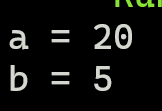 a = 20
b = 5